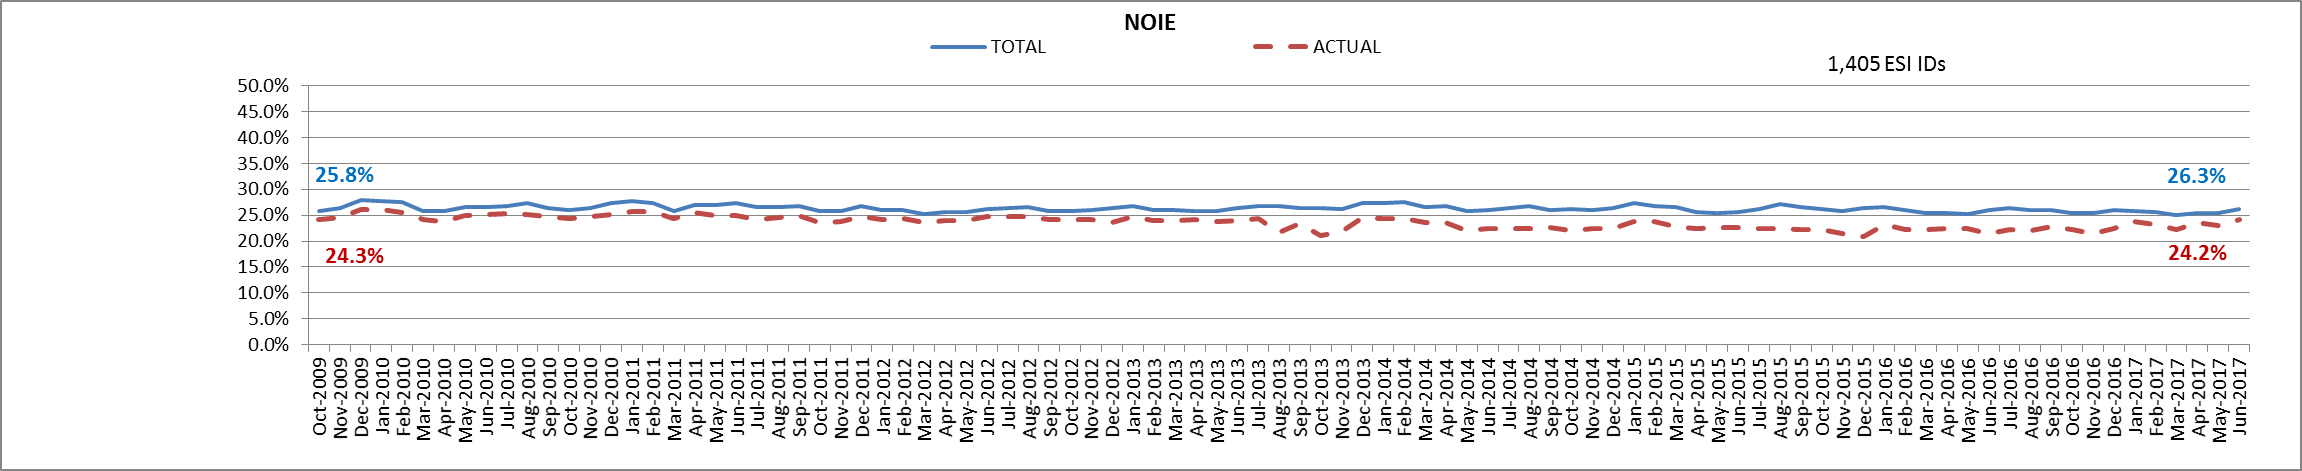 NOIE
TOTAL
ACTUAL
1,405 ESI IDs
50.0%
45.0%
40.0%
35.0%
30.0%
25.0%
20.0%
15.0%
10.0%
5.0%
0.0%
25.8%
26.3%
24.3%
24.2%
Oct-2009
Nov-2009
Dec-2009
Jan-2010
Feb-2010
Mar-2010
Apr-2010
May-2010
Jun-2010
Jul-2010
Aug-2010
Sep-2010
Oct-2010
Nov-2010
Dec-2010
Jan-2011
Feb-2011
Mar-2011
Apr-2011
May-2011
Jun-2011
Jul-2011
Aug-2011
Sep-2011
Oct-2011
Nov-2011
Dec-2011
Jan-2012
Feb-2012
Mar-2012
Apr-2012
May-2012
Jun-2012
Jul-2012
Aug-2012
Sep-2012
Oct-2012
Nov-2012
Dec-2012
Jan-2013
Feb-2013
Mar-2013
Apr-2013
May-2013
Jun-2013
Jul-2013
Aug-2013
Sep-2013
Oct-2013
Nov-2013
Dec-2013
Jan-2014
Feb-2014
Mar-2014
Apr-2014
May-2014
Jun-2014
Jul-2014
Aug-2014
Sep-2014
Oct-2014
Nov-2014
Dec-2014
Jan-2015
Feb-2015
Mar-2015
Apr-2015
May-2015
Jun-2015
Jul-2015
Aug-2015
Sep-2015
Oct-2015
Nov-2015
Dec-2015
Jan-2016
Feb-2016
Mar-2016
Apr-2016
May-2016
Jun-2016
Jul-2016
Aug-2016
Sep-2016
Oct-2016
Nov-2016
Dec-2016
Jan-2017
Feb-2017
Mar-2017
Apr-2017
May-2017
Jun-2017